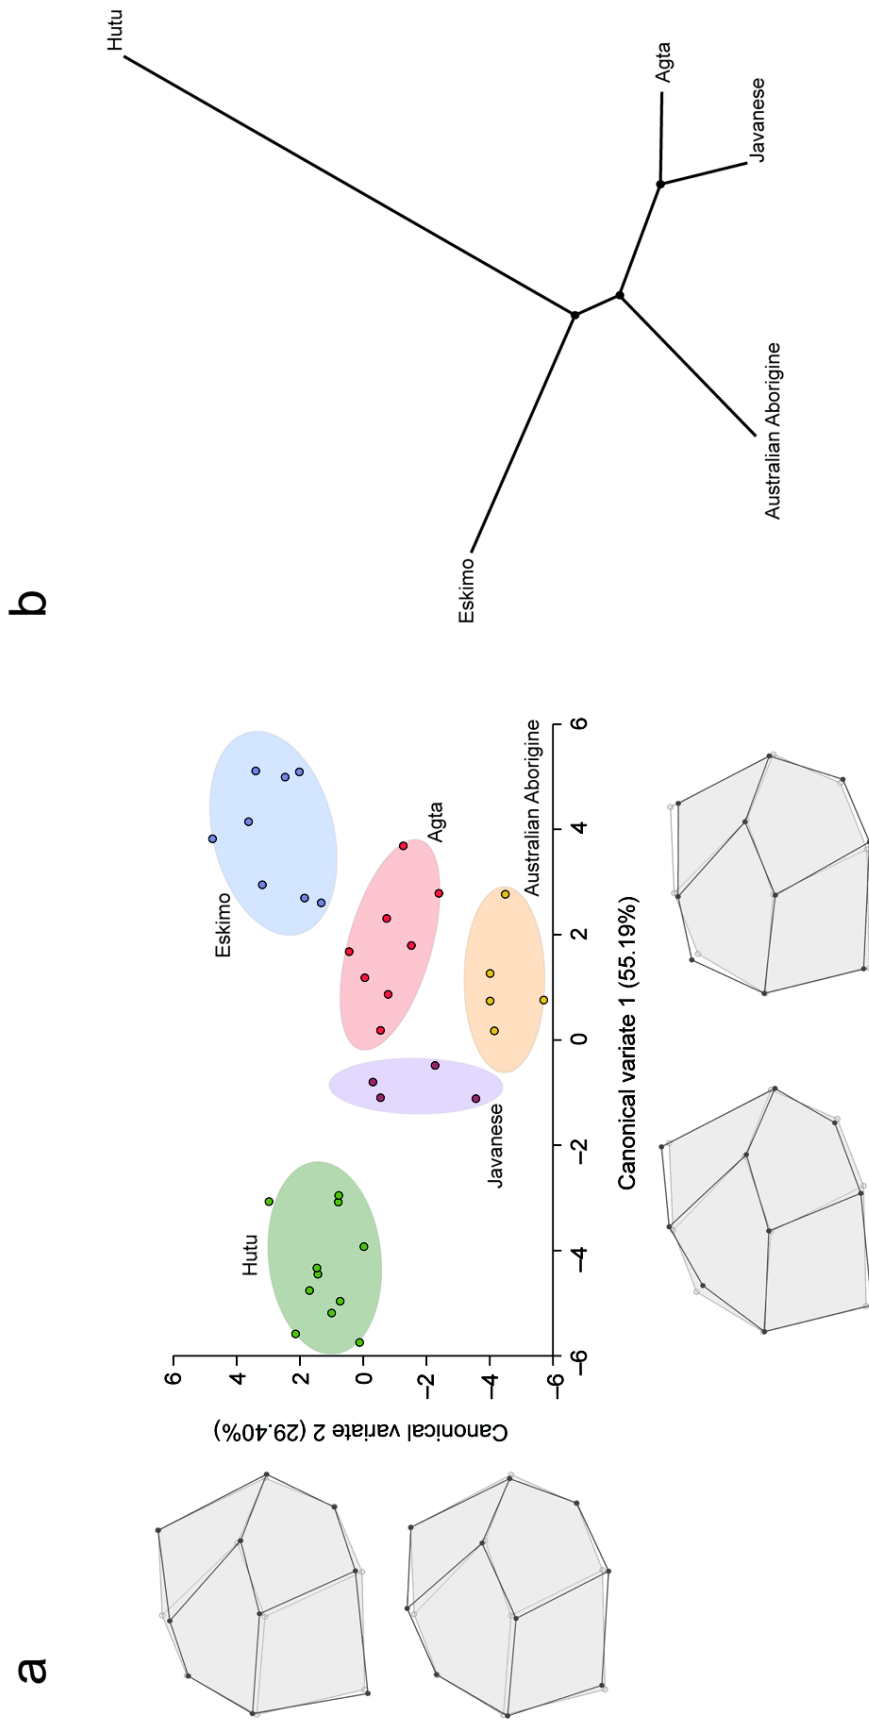 a
Canonical variate 2 (29.40%)
6
4
2
0
−2
−4
−6
−6
−4
−2
0
2
4
6
Canonical variate 1 (55.19%)
Hutu
Javanese
Eskimo
Agta
Australian Aborigine
b
Eskimo
Hutu
Agta
Javanese
Australian Aborigine